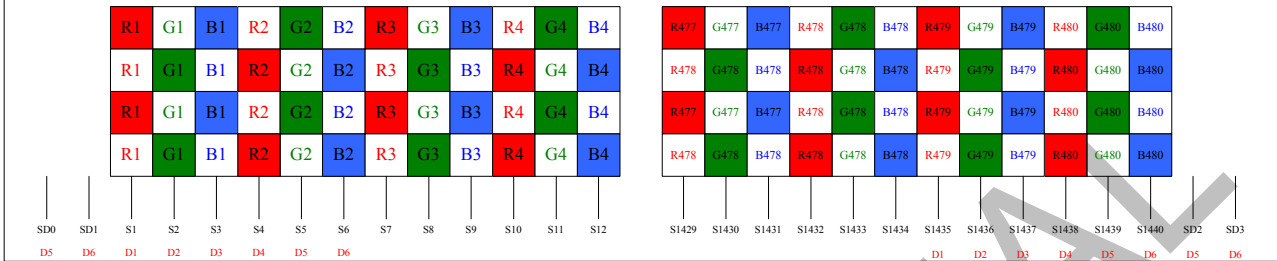 R1 G1 B1 R2 G2 B2 R3 G3 B3 R4 G4 B4 R477 G477 B477 R478 G478 B478 R479 G479 B479 R480 G480 B480
R1 G1 B1 R2 G2 B2 R3 G3 B3 R4 G4 B4 R478 G478 B478 R478 G478 B478 R479 G479 B479 R480 G480 B480
R1 G1 B1 R2 G2 B2 R3 G3 B3 R4 G4 B4 R477 G477 B477 R478 G478 B478 R479 G479 B479 R480 G480 B480
R1 G1 B1 R2 G2 B2 R3 G3 B3 R4 G4 B4 R478 G478 B478 R478 G478 B478 R479 G479 B479 R480 G480 B480
SD0 SD1 S1 S2 S3 S4 S5 S6 S7 S8 S9 S10 S11 S12 S1429 S1430 S1431 S1432 S1433 S1434 S1435 S1436 S1437 S1438 S1439 S1440 SD2 SD3
D5 D6 D1 D2 D3 D4 D5 D6 D1 D2 D3 D4 D5 D6 D5 D6